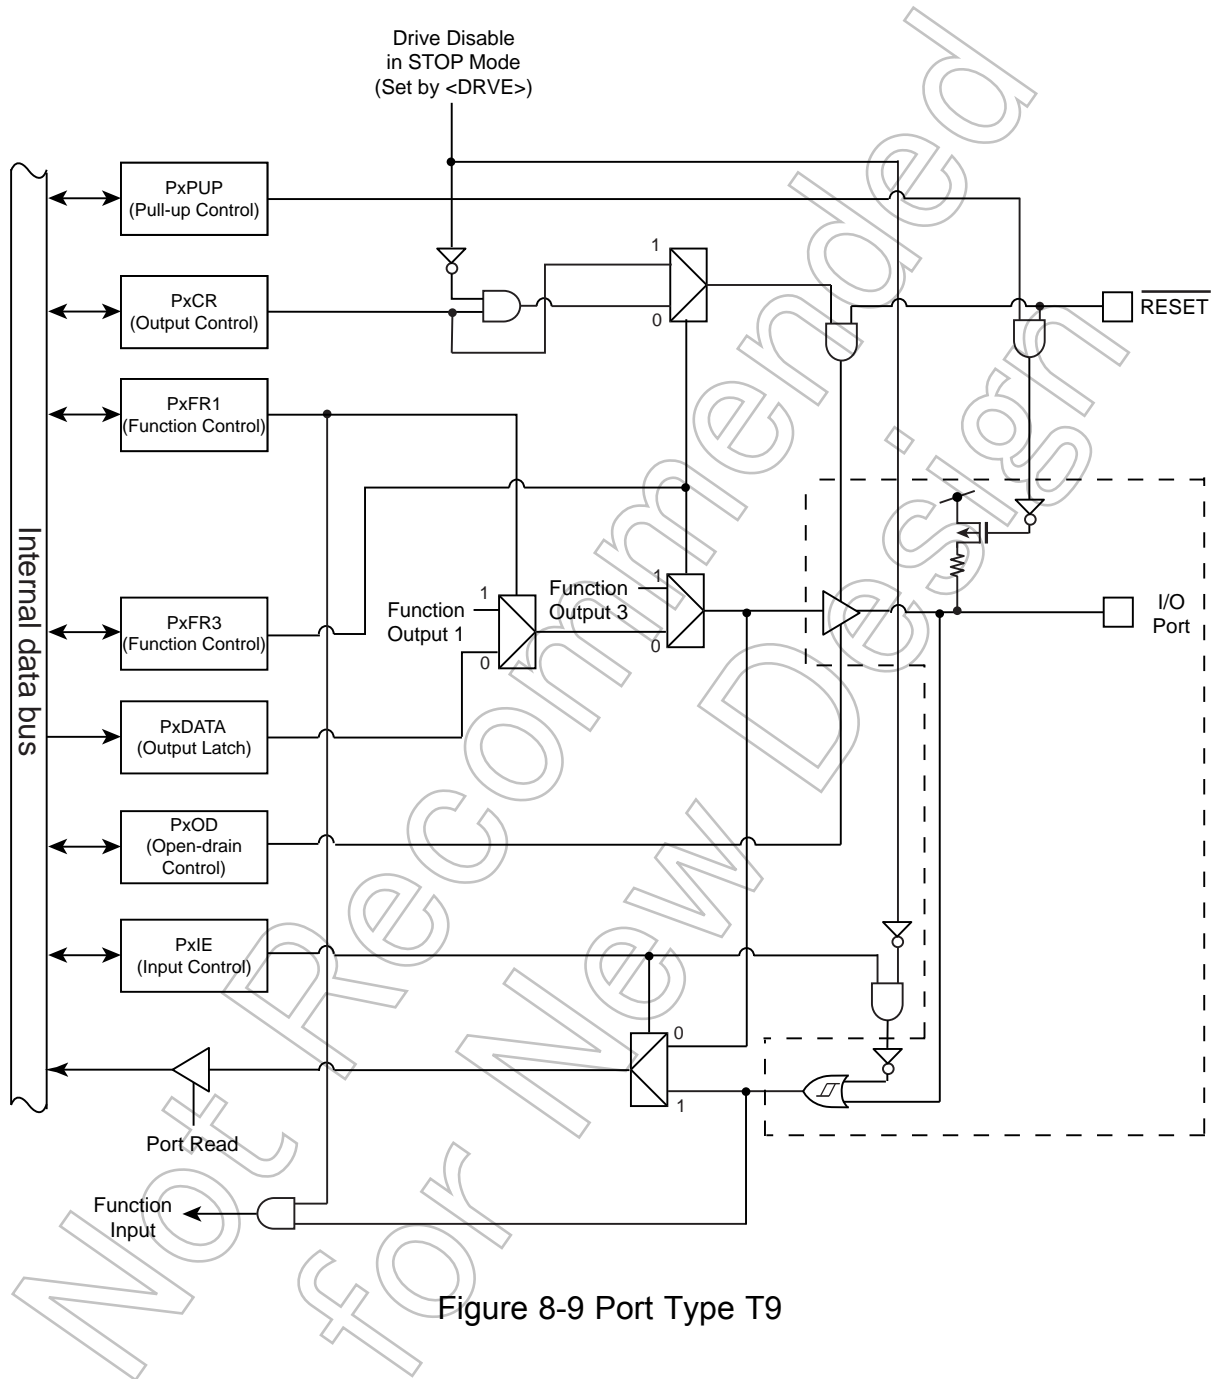 Drive Disable
in STOP Mode
(Set by <DRVE>)
PxPUP
(Pull-up Control)
1
PxCR
(Output Control)
0
RESET
PxFR1
(Function Control)
Internal data bus
PxFR3
(Function Control)
Function
Output 1
1
0
Function
Output 3
1
0
I/O
Port
PxDATA
(Output Latch)
PxOD
(Open-drain
Control)
PxIE
(Input Control)
0
1
Port Read
Function
Input
Not Recommended
for New Design
Figure 8-9 Port Type T9